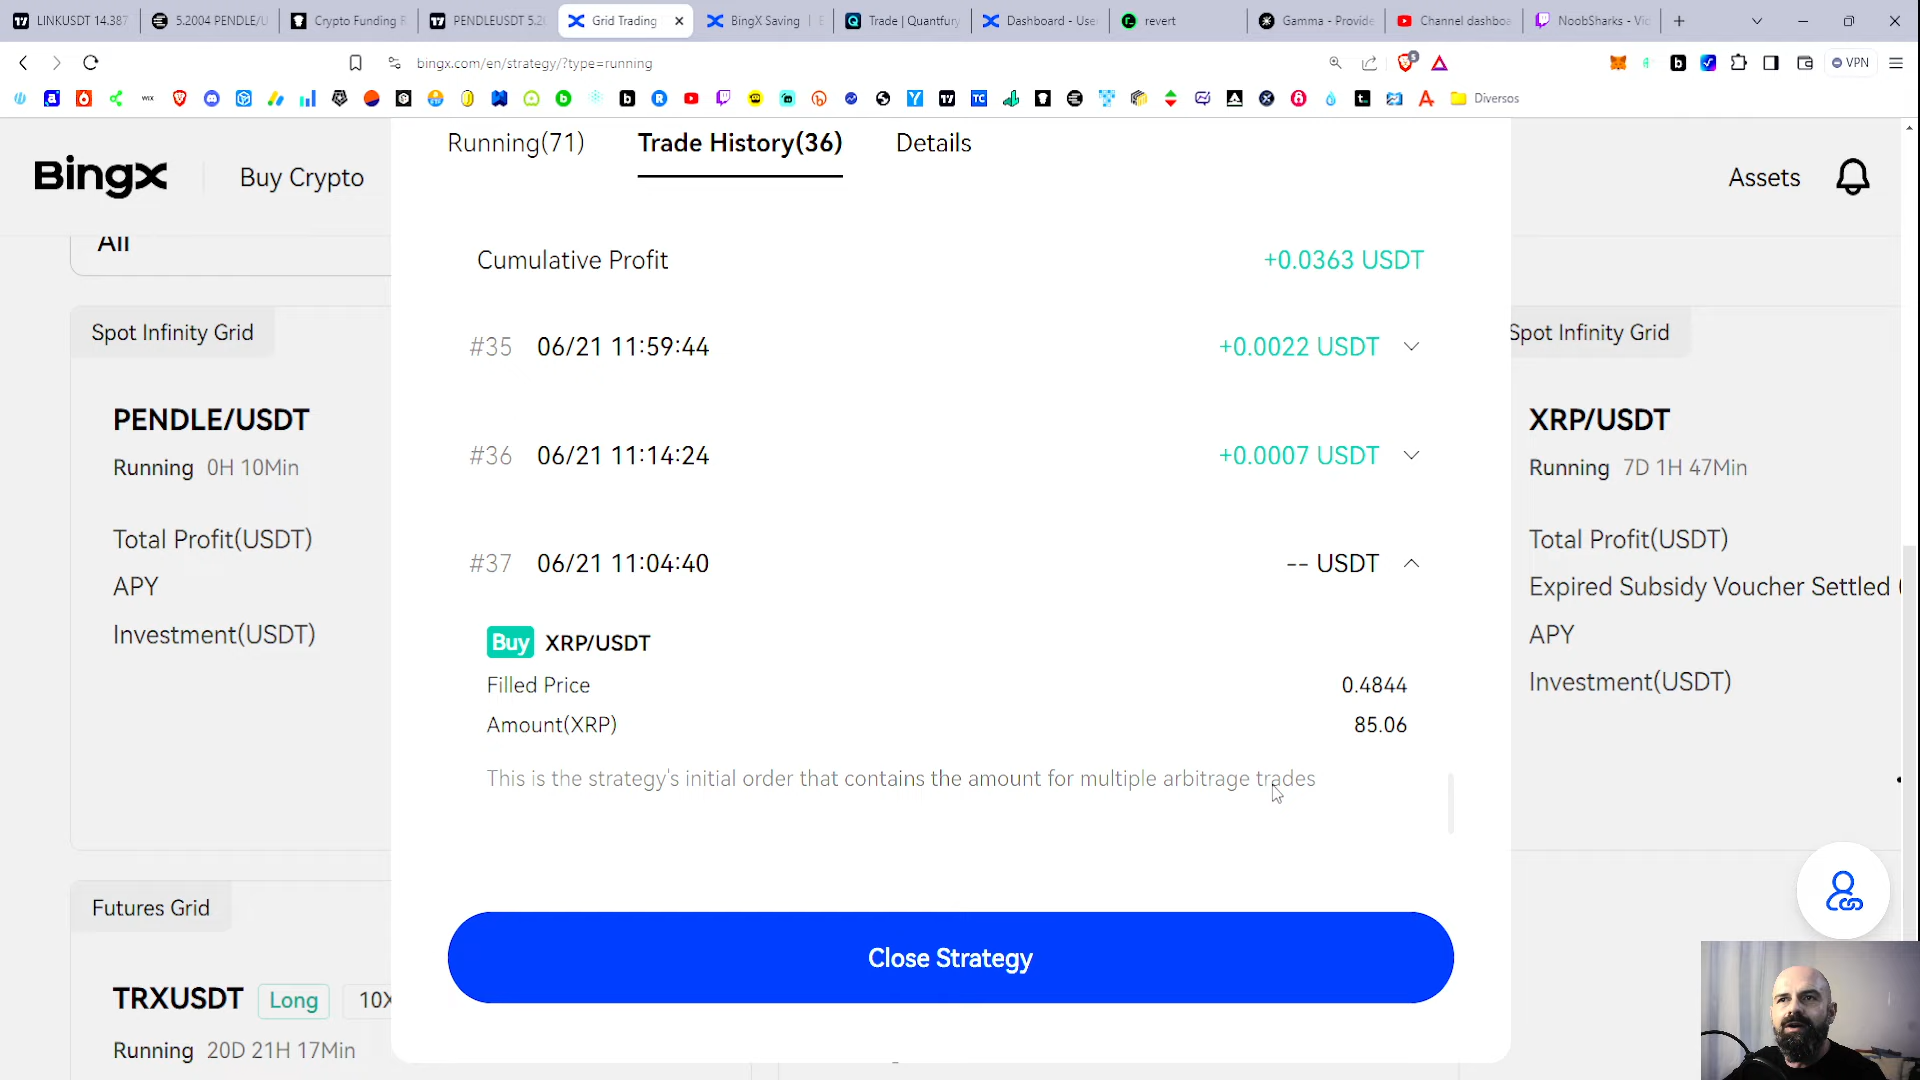 LINKUSDT 14.387
5.2004 PENDLE/U
Crypto Funding R
PENDLEUSDT 5.2
Grid Trading
BingX Saving | E
Trade | Quantfury
Dashboard - Use
revert
Gamma - Provide
Channel dashboa
NoobSharks - Vid
bingx.com/en/strategy/?type=running
VPN
Diversos
BingX
Buy Crypto
Assets
Running(71)
Trade History(36)
Details
All
Cumulative Profit
+0.0363 USDT
#35 06/21 11:59:44
+0.0022 USDT
#36 06/21 11:14:24
+0.0007 USDT
#37 06/21 11:04:40
-- USDT
Buy XRP/USDT
Filled Price
0.4844
Amount(XRP)
85.06
This is the strategy's initial order that contains the amount for multiple arbitrage trades
Close Strategy
Spot Infinity Grid
PENDLE/USDT
Running 0H 10Min
Total Profit(USDT)
APY
Investment(USDT)
Spot Infinity Grid
XRP/USDT
Running 7D 1H 47Min
Total Profit(USDT)
Expired Subsidy Voucher Settled (
APY
Investment(USDT)
Futures Grid
TRXUSDT Long 10X
Running 20D 21H 17Min